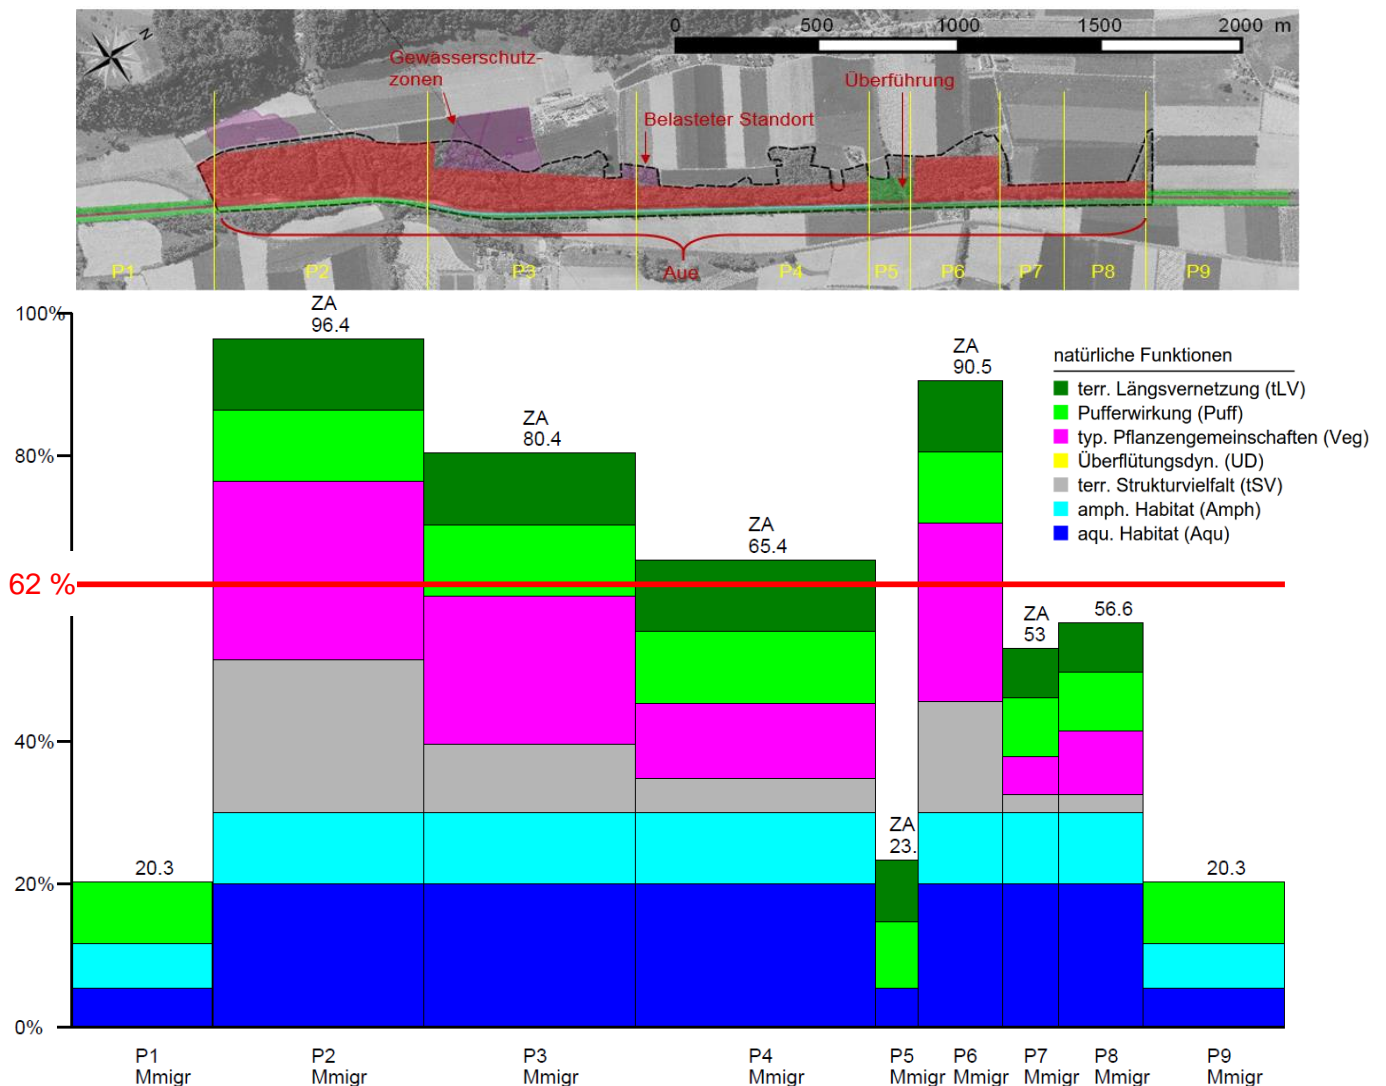 N
0 500 1000 1500 2000 m
Gewässerschutz-
zonen
Überführung
Belasteter Standort
P1 P2 P3 Aue P4 P5 P6 P7 P8 P9
100%
80%
62 %
40%
20%
0%
20.3
ZA
96.4
ZA
80.4
ZA
65.4
ZA
23.
ZA
90.5
ZA
53
56.6
20.3
natürliche Funktionen
terr. Längsvernetzung (tLV)
Pufferwirkung (Puff)
typ. Pflanzengemeinschaften (Veg)
Überflütungsdyn. (UD)
terr. Strukturvielfalt (tSV)
amph. Habitat (Amph)
aqu. Habitat (Aqu)
P1 P2 P3 P4 P5 P6 P7 P8 P9
Mmigr Mmigr Mmigr Mmigr Mmigr Mmigr Mmigr Mmigr Mmigr